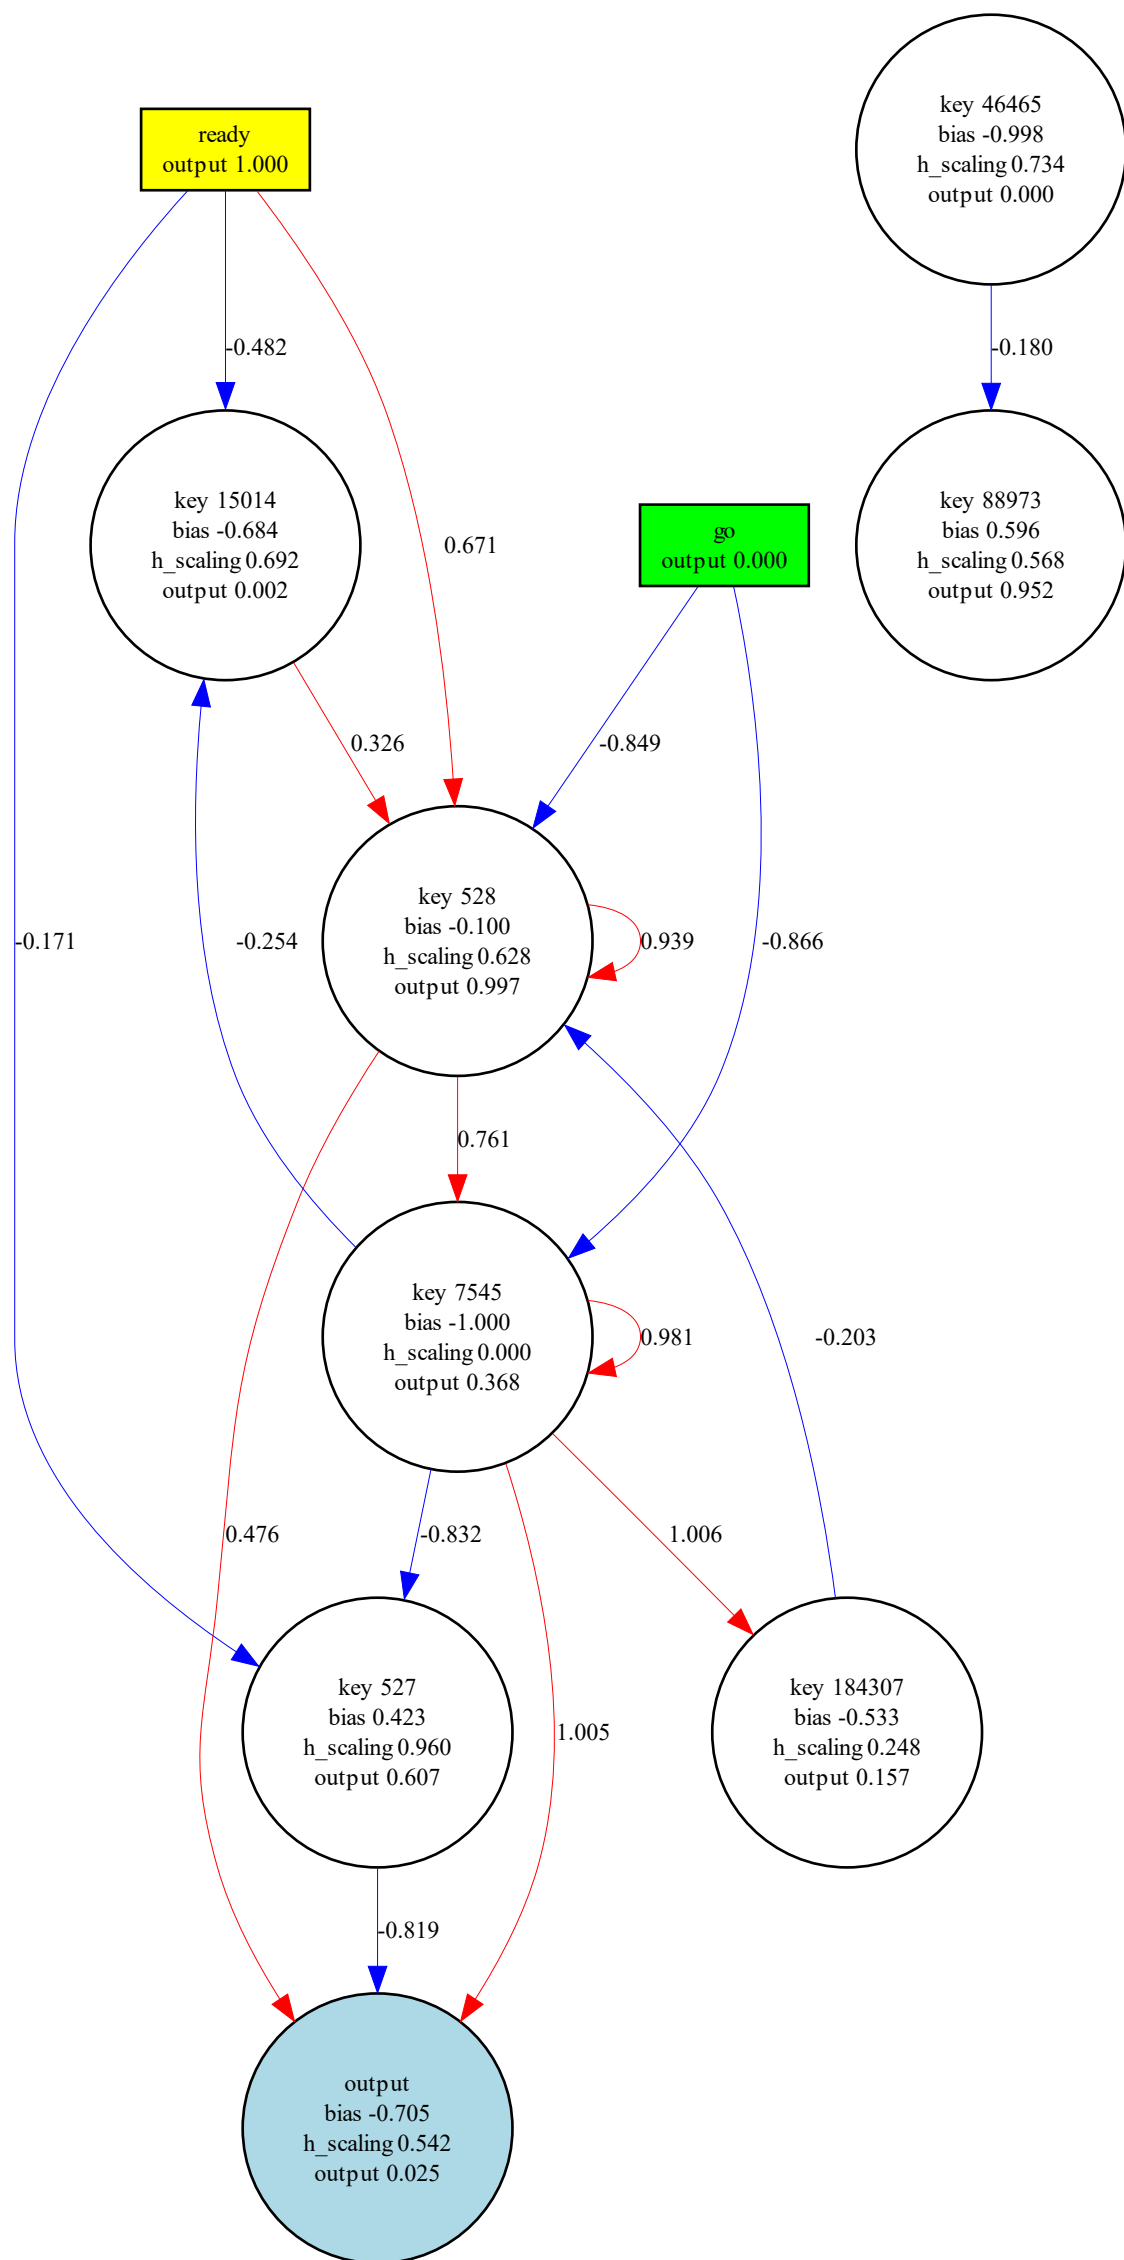 key 46465
bias -0.998
h_scaling 0.734
output 0.000
ready
output 1.000
-0.482
-0.180
key 15014
bias -0.684
h_scaling 0.692
output 0.002
0.671
go
output 0.000
key 88973
bias 0.596
h_scaling 0.568
output 0.952
0.326
-0.849
-0.171
-0.254
key 528
bias -0.100
h_scaling 0.628
output 0.997
0.939
-0.866
0.761
key 7545
bias -1.000
h_scaling 0.000
output 0.368
0.981
-0.203
0.476
-0.832
1.006
key 527
bias 0.423
h_scaling 0.960
output 0.607
1.005
key 184307
bias -0.533
h_scaling 0.248
output 0.157
-0.819
output
bias -0.705
h_scaling 0.542
output 0.025